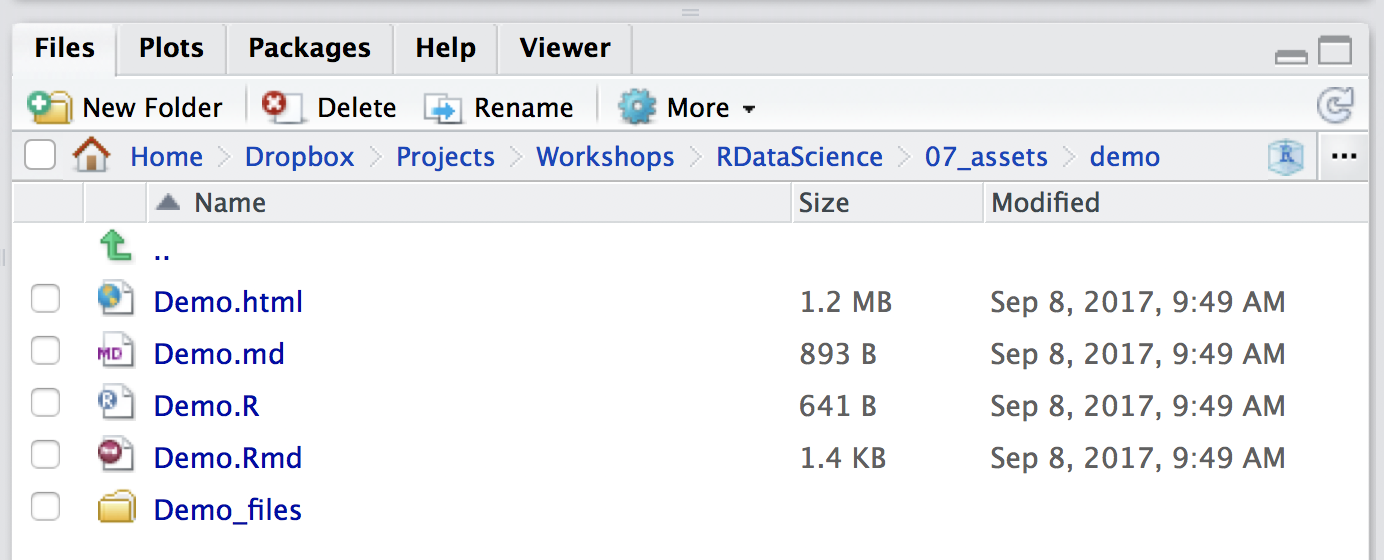 Files Plots Packages Help Viewer
New Folder Delete Rename More
Home Dropbox Projects Workshops RDataScience 07_assets demo R ...
Name Size Modified
..
Demo.html 1.2 MB Sep 8, 2017, 9:49 AM
MD Demo.md 893 B Sep 8, 2017, 9:49 AM
R Demo.R 641 B Sep 8, 2017, 9:49 AM
Demo.Rmd 1.4 KB Sep 8, 2017, 9:49 AM
Demo_files